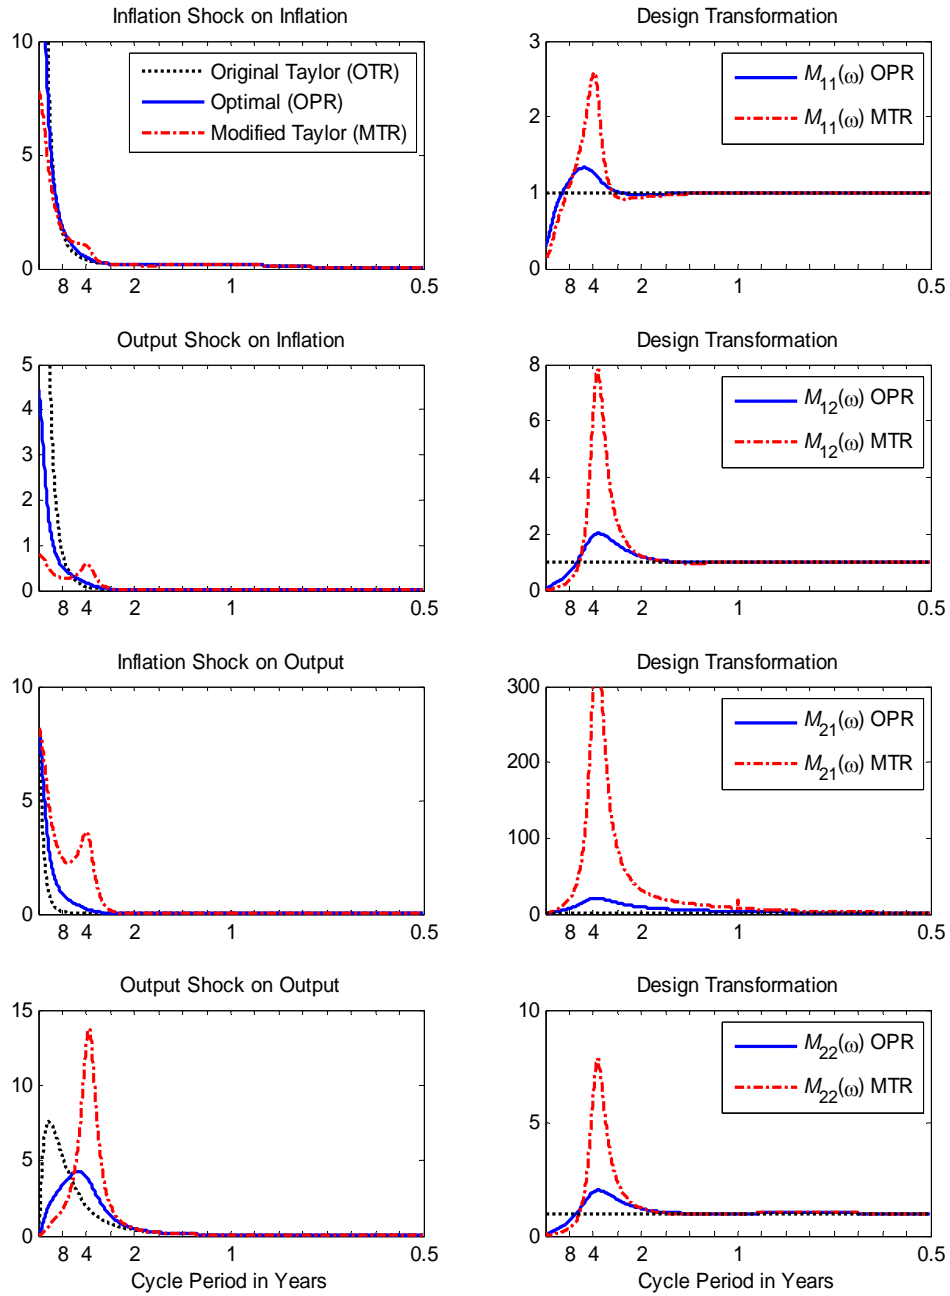 Inflation Shock on Inflation
10
5
0
Original Taylor (OTR)
Optimal (OPR)
Modified Taylor (MTR)
8 4 2 1 0.5
Design Transformation
3
2
1
0
M11(ω) OPR
M11(ω) MTR
8 4 2 1 0.5
Output Shock on Inflation
5
4
3
2
1
0
8 4 2 1 0.5
Design Transformation
8
6
4
2
0
M12(ω) OPR
M12(ω) MTR
8 4 2 1 0.5
Inflation Shock on Output
10
5
0
8 4 2 1 0.5
Design Transformation
300
200
100
0
M21(ω) OPR
M21(ω) MTR
8 4 2 1 0.5
Output Shock on Output
15
10
5
0
8 4 2 1 0.5
Cycle Period in Years
Design Transformation
10
5
0
M22(ω) OPR
M22(ω) MTR
8 4 2 1 0.5
Cycle Period in Years